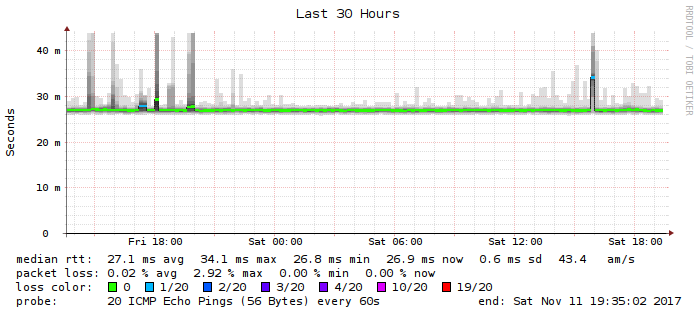 Last 30 Hours
RRDTOOL / TOBI OETIKER
Seconds
40 m
30 m
20 m
10 m
0
Fri 18:00 Sat 00:00 Sat 06:00 Sat 12:00 Sat 18:00
median rtt: 27.1 ms avg 34.1 ms max 26.8 ms min 26.9 ms now 0.6 ms sd 43.4 am/s
packet loss: 0.02 % avg 2.92 % max 0.00 % min 0.00 % now
loss color: 0 1/20 2/20 3/20 4/20 10/20 19/20
probe: 20 ICMP Echo Pings (56 Bytes) every 60s end: Sat Nov 11 19:35:02 2017